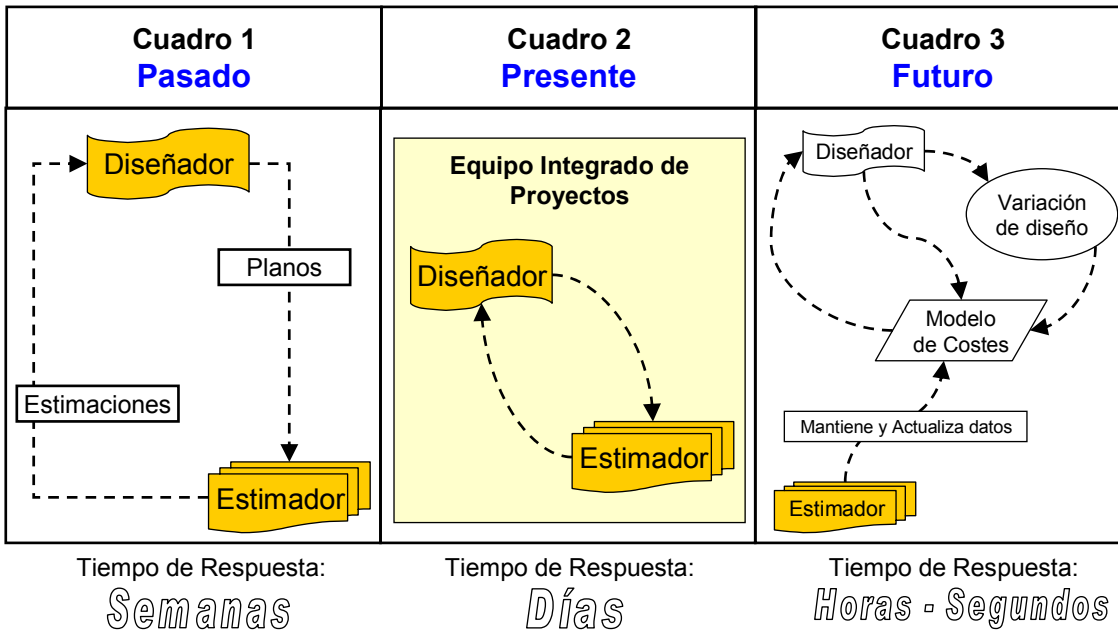 Cuadro 1
Pasado
Cuadro 2
Presente
Cuadro 3
Futuro
Diseñador
Planos
Estimaciones
Estimador
Equipo Integrado de
Proyectos
Diseñador
Estimador
Diseñador
Variación
de diseño
Modelo
de Costes
Mantiene y Actualiza datos
Estimador
Tiempo de Respuesta:
Semanas
Tiempo de Respuesta:
Días
Tiempo de Respuesta:
Horas - Segundos